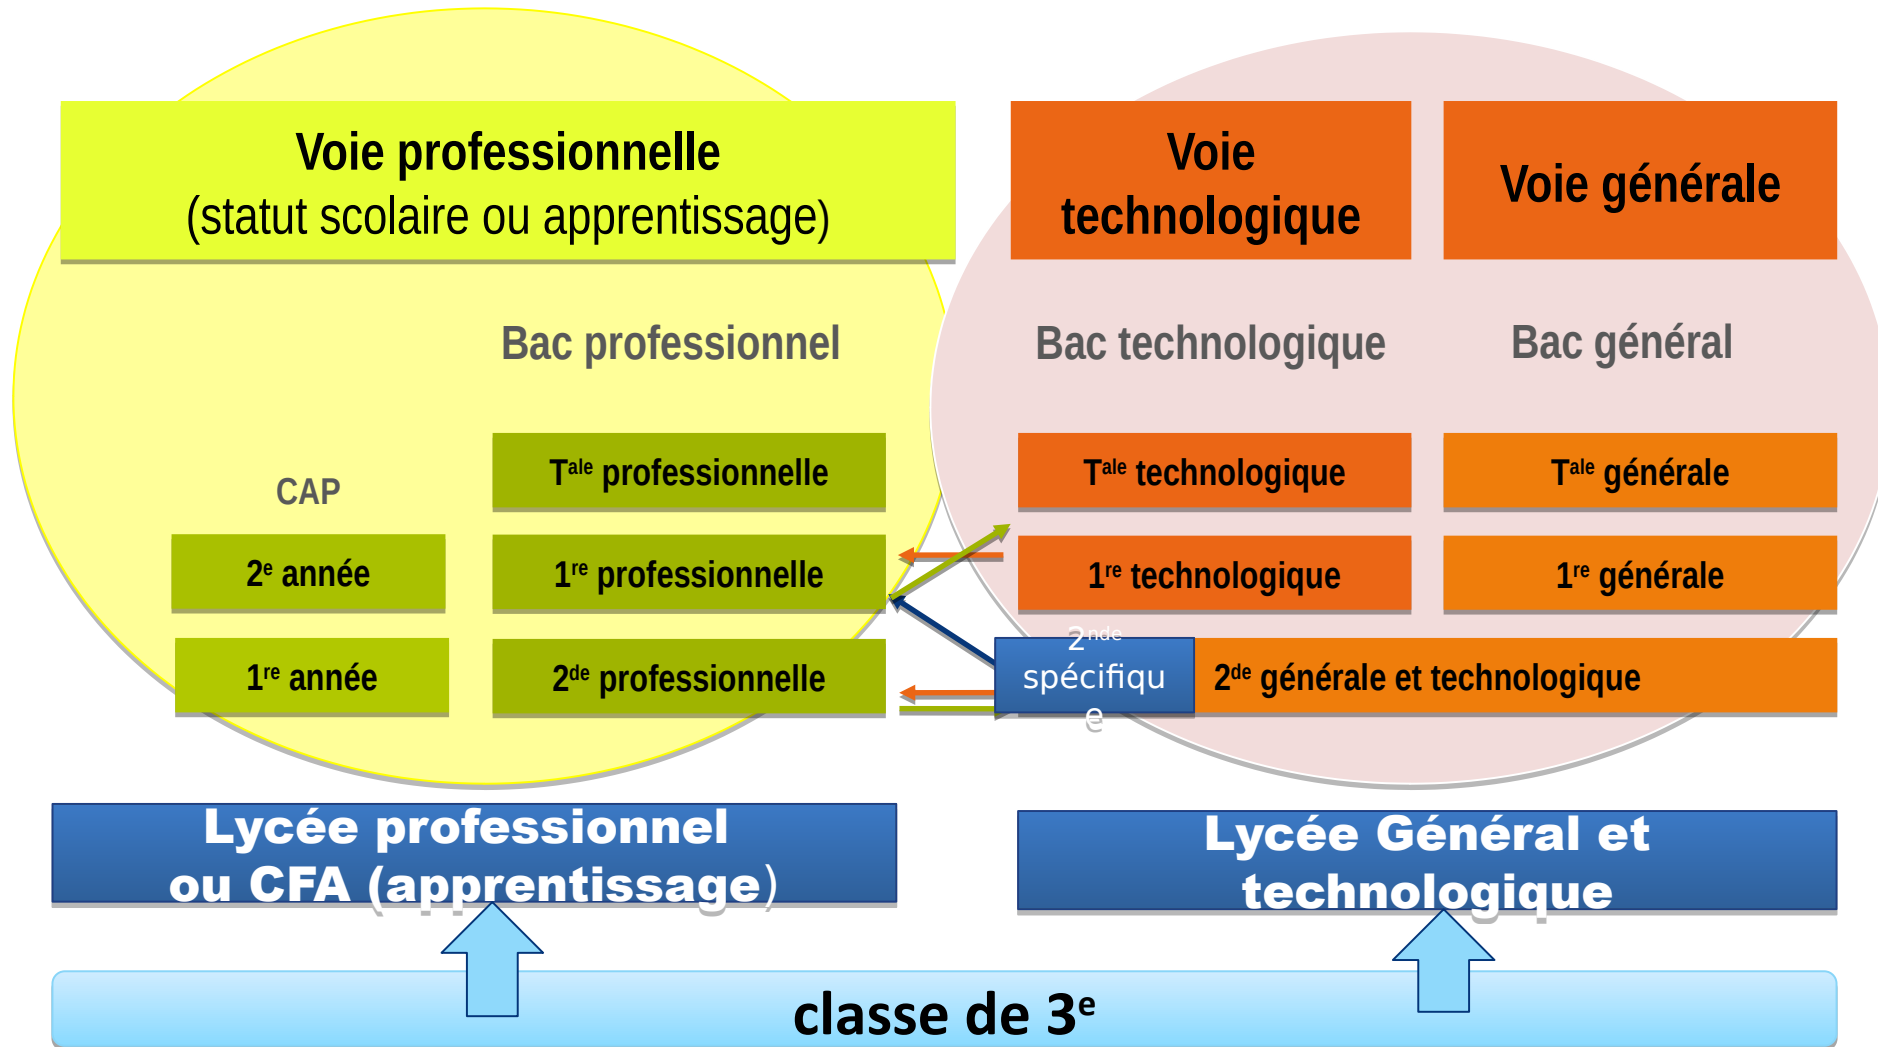 Voie professionnelle
(statut scolaire ou apprentissage)
Voie
technologique
Voie générale
Bac professionnel
Bac technologique
Bac général
CAP
Tale professionnelle
Tale technologique
Tale générale
2e année
1re professionnelle
1re technologique
1re générale
1re année
2de professionnelle
2nde
spécifiqu
e
2de générale et technologique
Lycée professionnel
ou CFA (apprentissage)
Lycée Général et
technologique
classe de 3e